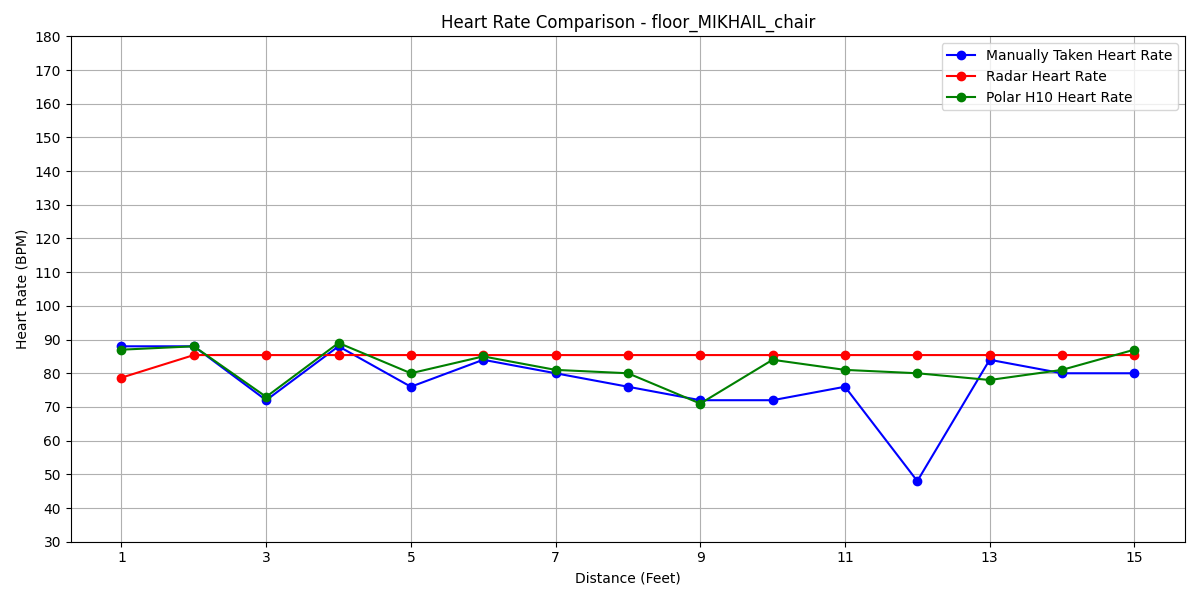 Heart Rate Comparison - floor_MIKHAIL_chair
Manually Taken Heart Rate
Radar Heart Rate
Polar H10 Heart Rate
Heart Rate (BPM)
180
170
160
150
140
130
120
110
100
90
80
70
60
50
40
30
1 3 5 7 9 11 13 15
Distance (Feet)